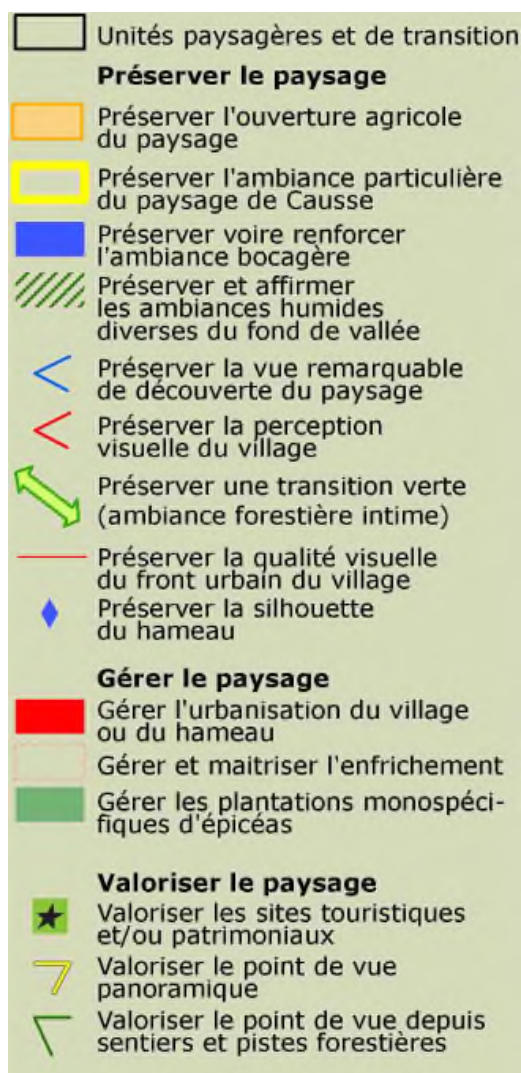 Unités paysagères et de transition
Préserver le paysage
Préserver l'ouverture agricole
du paysage
Préserver l'ambiance particulière
du paysage de Causse
Préserver voire renforcer
l'ambiance bocagère
Préserver et affirmer
les ambiances humides
diverses du fond de vallée
Préserver la vue remarquable
de découverte du paysage
Préserver la perception
visuelle du village
Préserver une transition verte
(ambiance forestière intime)
Préserver la qualité visuelle
du front urbain du village
Préserver la silhouette
du hameau
Gérer le paysage
Gérer l'urbanisation du village
ou du hameau
Gérer et maitriser l'enfrichement
Gérer les plantations monospéci-
fiques d'épicéas
Valoriser le paysage
Valoriser les sites touristiques
et/ou patrimoniaux
Valoriser le point de vue
panoramique
Valoriser le point de vue depuis
sentiers et pistes forestières